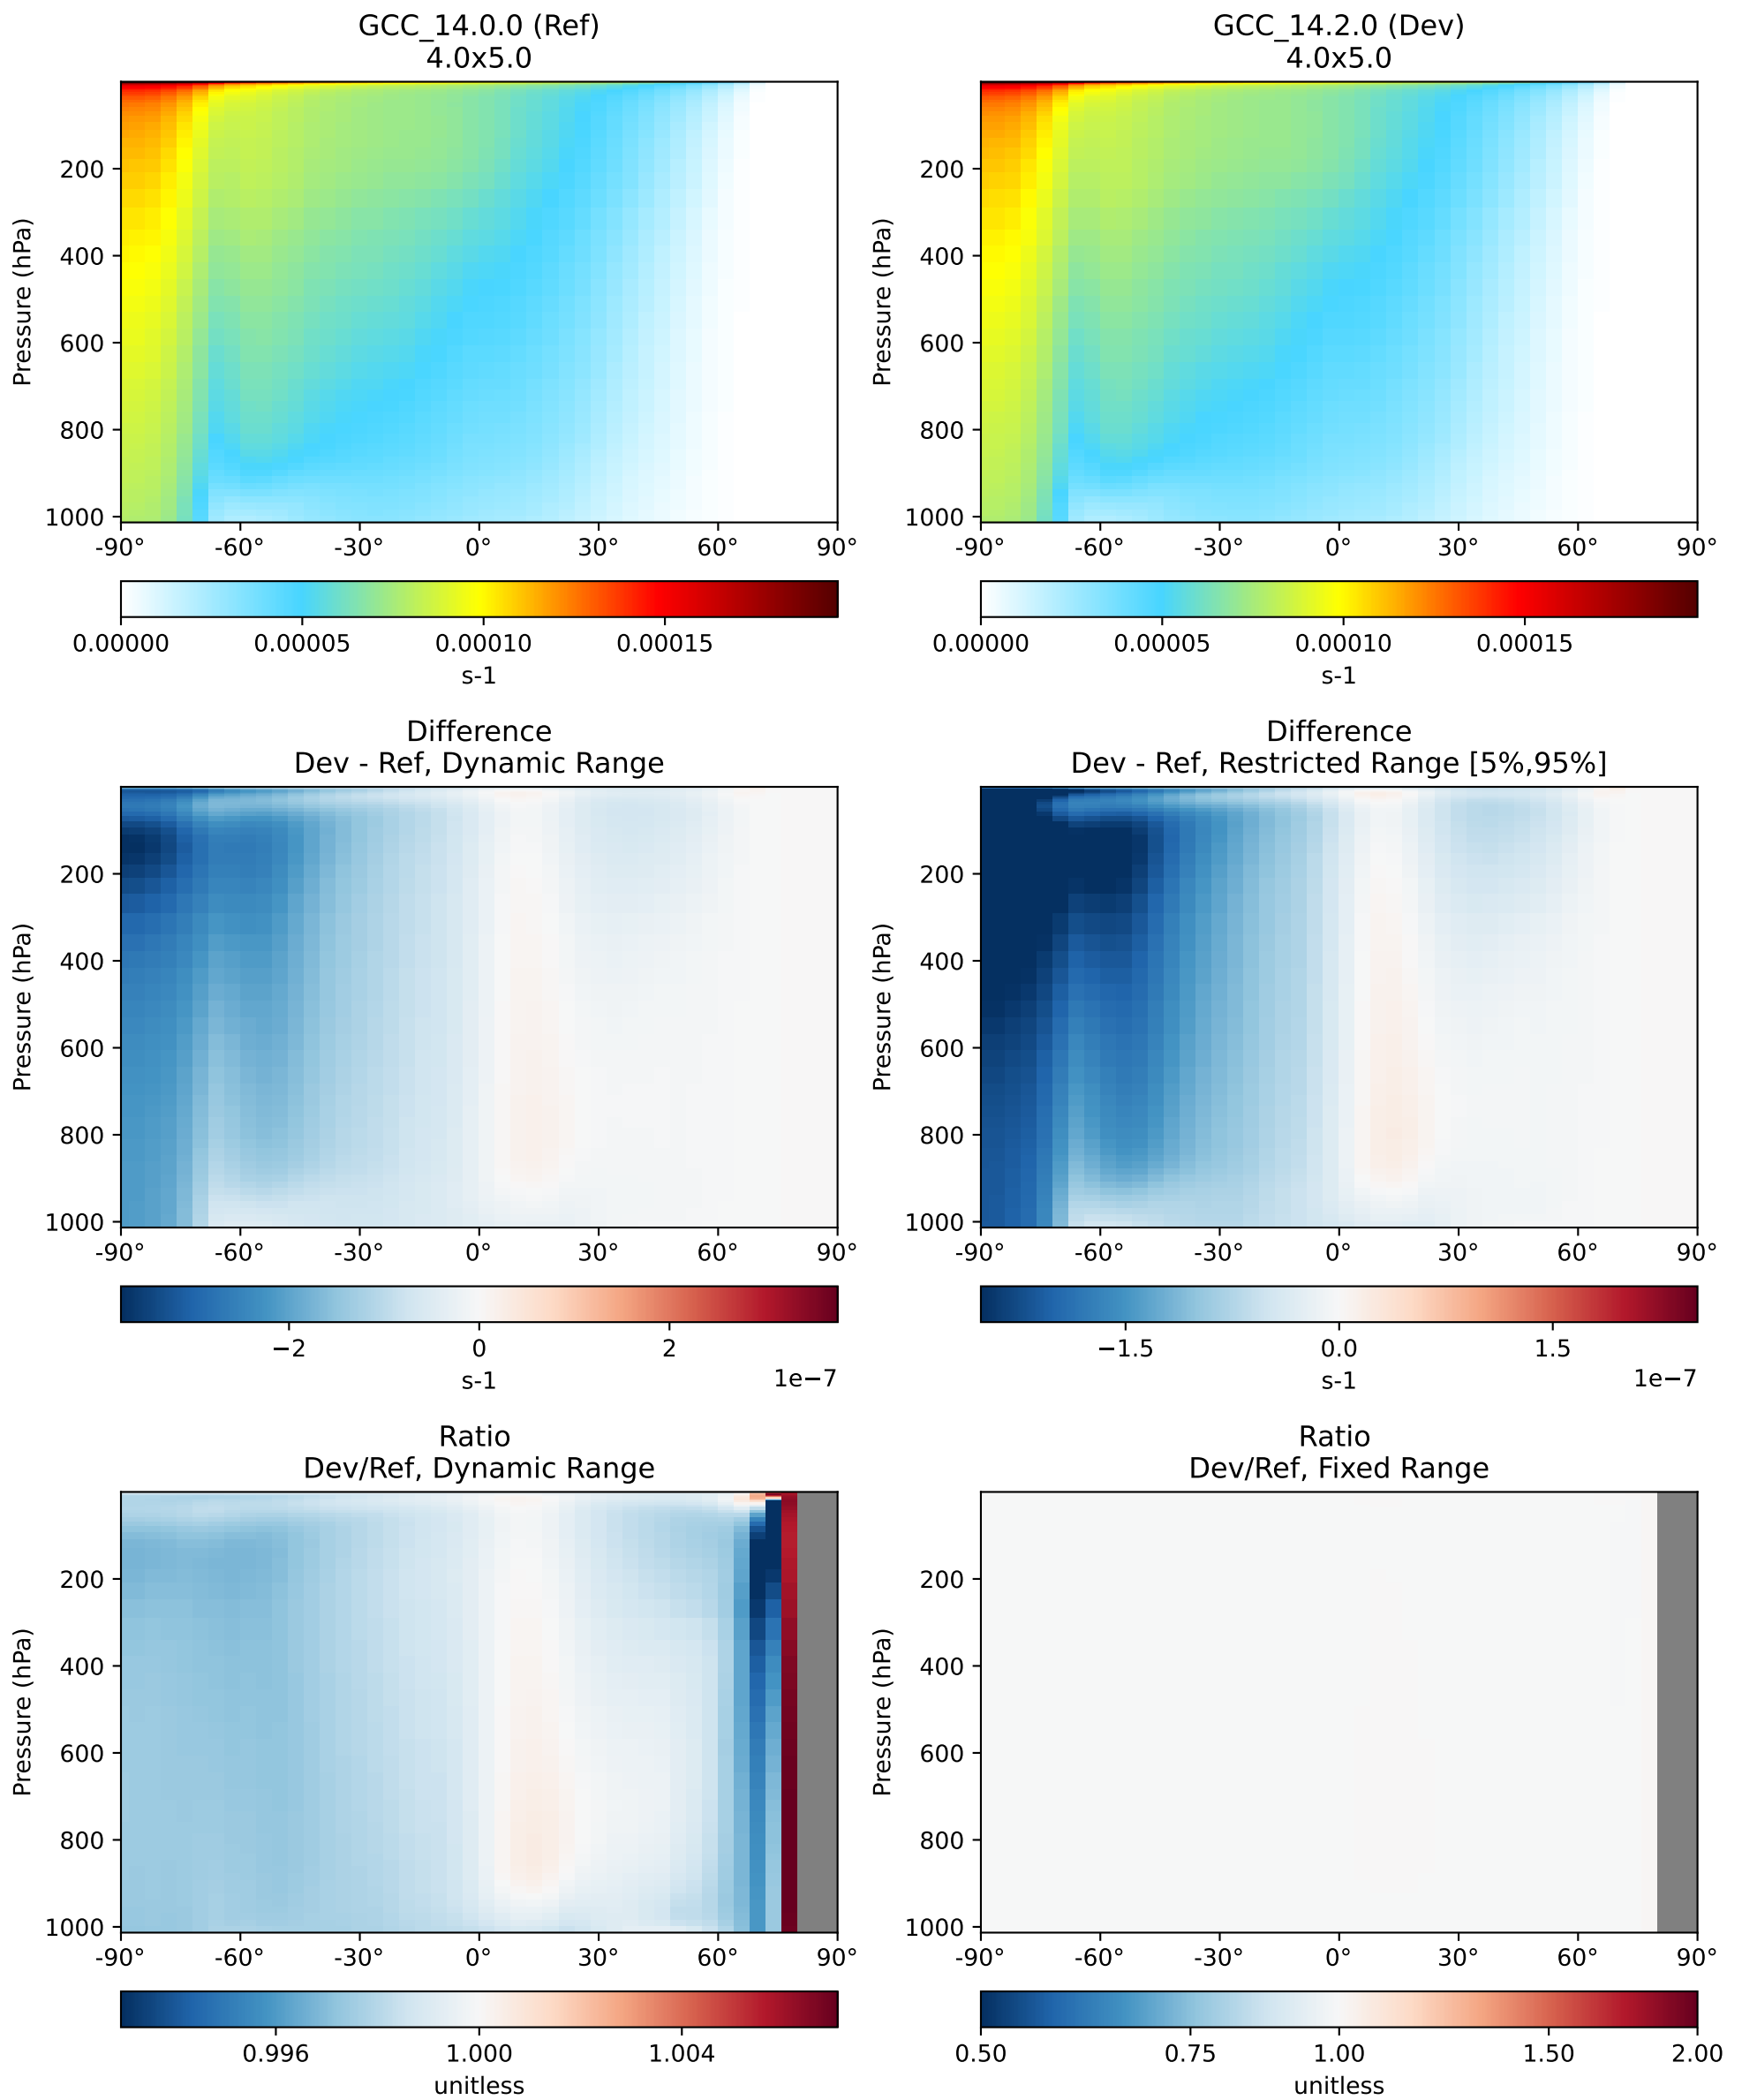 GCC_14.0.0 (Ref)
4.0x5.0
Pressure (hPa)
200
400
600
800
1000
-90° -60° -30° 0° 30° 60° 90°
0.00000 0.00005 0.00010 0.00015
s-1
GCC_14.2.0 (Dev)
4.0x5.0
Pressure (hPa)
200
400
600
800
1000
-90° -60° -30° 0° 30° 60° 90°
0.00000 0.00005 0.00010 0.00015
s-1
Difference
Dev - Ref, Dynamic Range
Pressure (hPa)
200
400
600
800
1000
-90° -60° -30° 0° 30° 60° 90°
−2 0 2
s-1 1e−7
Difference
Dev - Ref, Restricted Range [5%,95%]
Pressure (hPa)
200
400
600
800
1000
-90° -60° -30° 0° 30° 60° 90°
−1.5 0.0 1.5
s-1 1e−7
Ratio
Dev/Ref, Dynamic Range
Pressure (hPa)
200
400
600
800
1000
-90° -60° -30° 0° 30° 60° 90°
0.996 1.000 1.004
unitless
Ratio
Dev/Ref, Fixed Range
Pressure (hPa)
200
400
600
800
1000
-90° -60° -30° 0° 30° 60° 90°
0.50 0.75 1.00 1.50 2.00
unitless